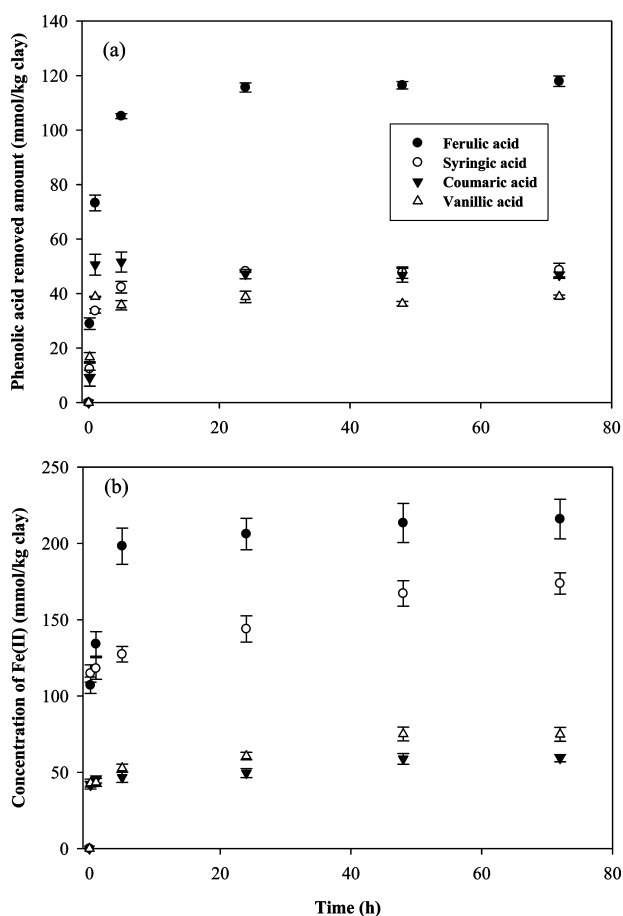 140
(a)
120
100
80
60
40
20
0
Phenolic acid removed amount (mmol/kg clay)
Ferulic acid
Syringic acid
Coumaric acid
Vanillic acid
0
20
40
60
80
250
(b)
200
150
100
50
0
Concentration of Fe(II) (mmol/kg clay)
0
20
40
60
80
Time (h)